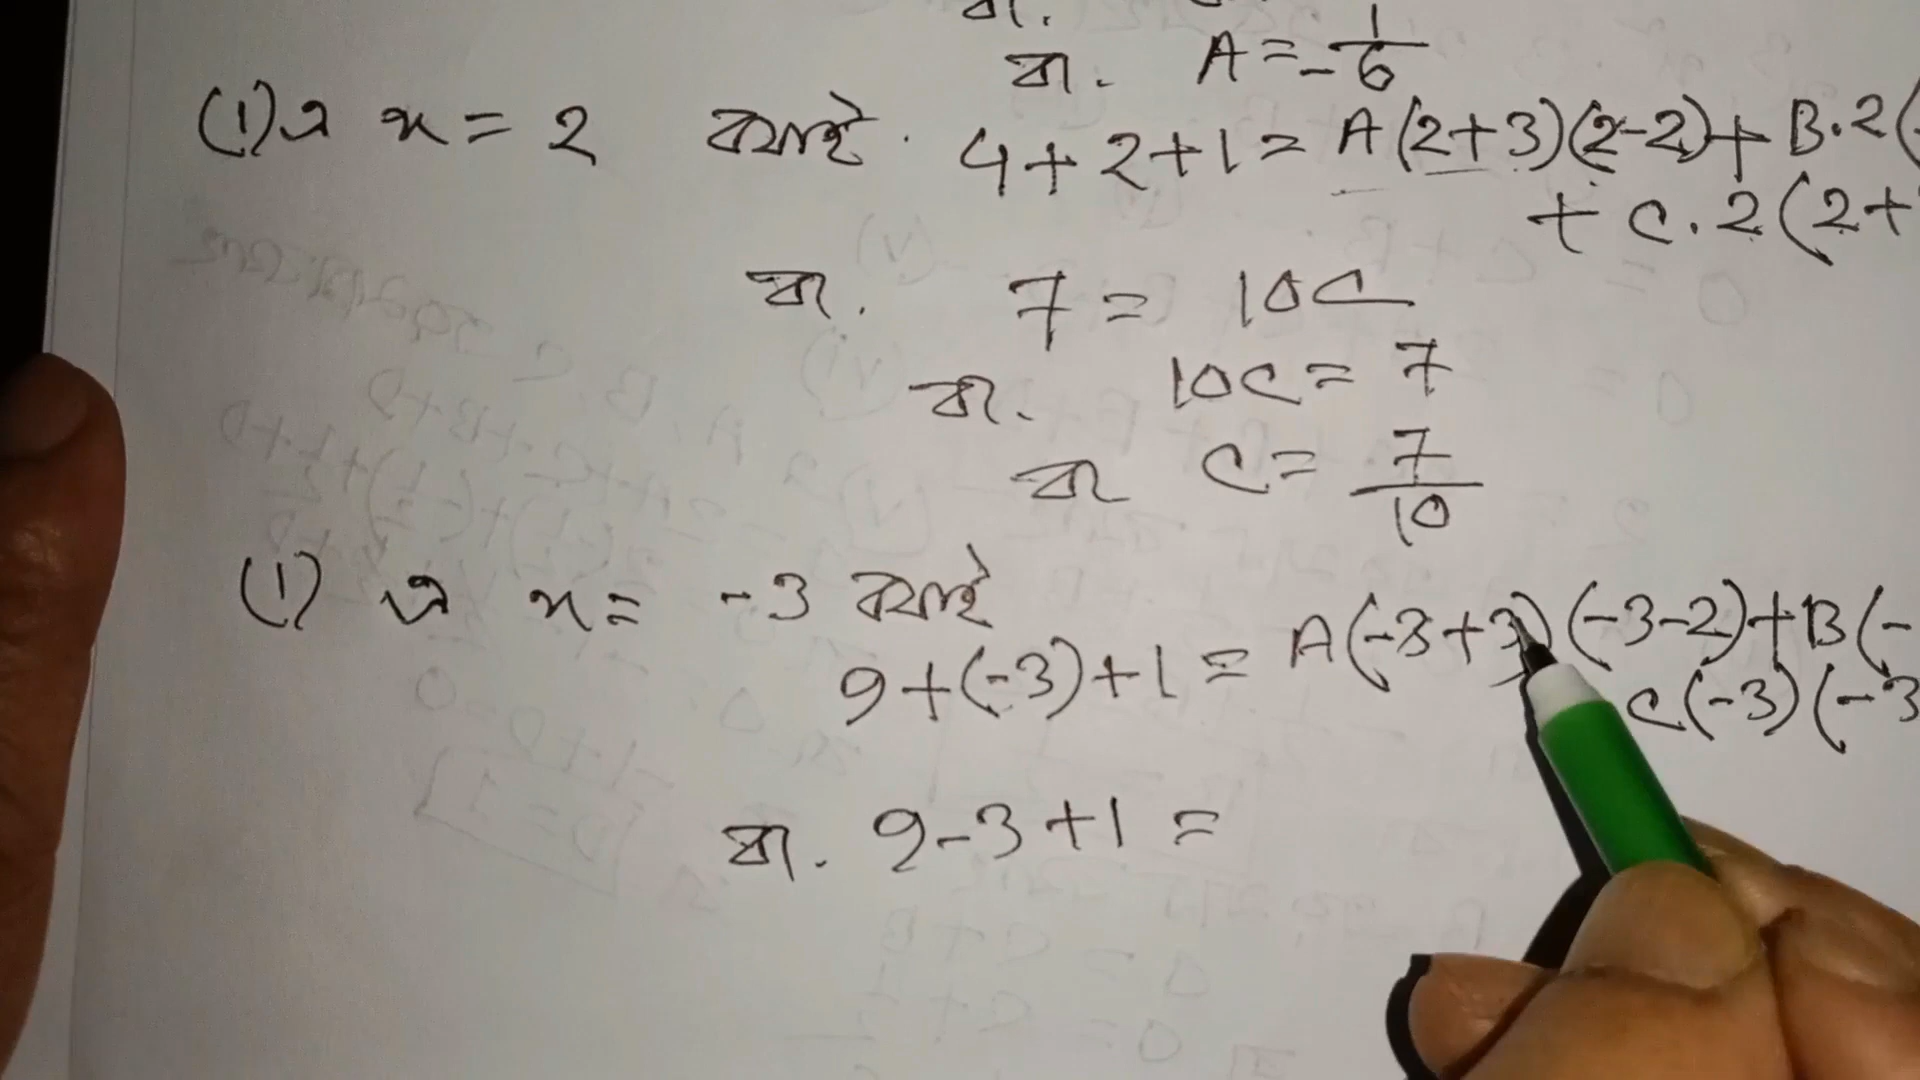 বা. A = -1/6
(1)এ x = 2 বসাই. 4+2+1 = A(2+3)(2-2)+B.2(
+ C.2(2+
বা. 7 = 10C
বা. 10C = 7
বা C = 7/10
(1) এ x = -3 বসাই
9+(-3)+1 = A(-3+3)(-3-2)+B(-
C(-3)(-3
বা. 9-3+1 =